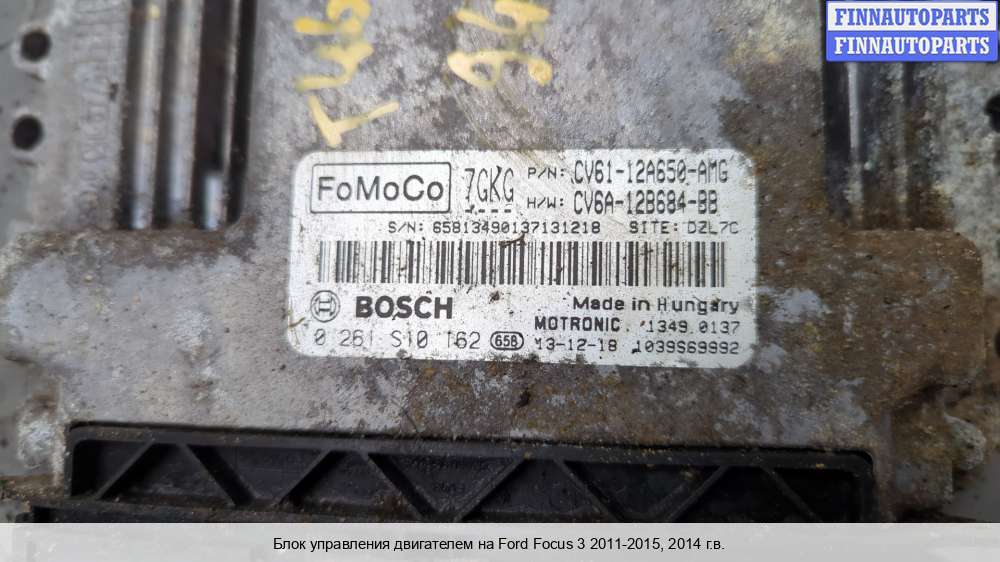 FINNAUTOPARTS
FINNAUTOPARTS
FoMoCo
7GKG
P/N: CV61-12A650-AMG
H/W: CV6A-12B684-BB
S/N: 65813490137131218 SITE: DZL7C
BOSCH
Made in Hungary
MOTRONIC. 1349.0137
0 261 S10 162 658 13-12-18 1039S69992
Блок управления двигателем на Ford Focus 3 2011-2015, 2014 г.в.